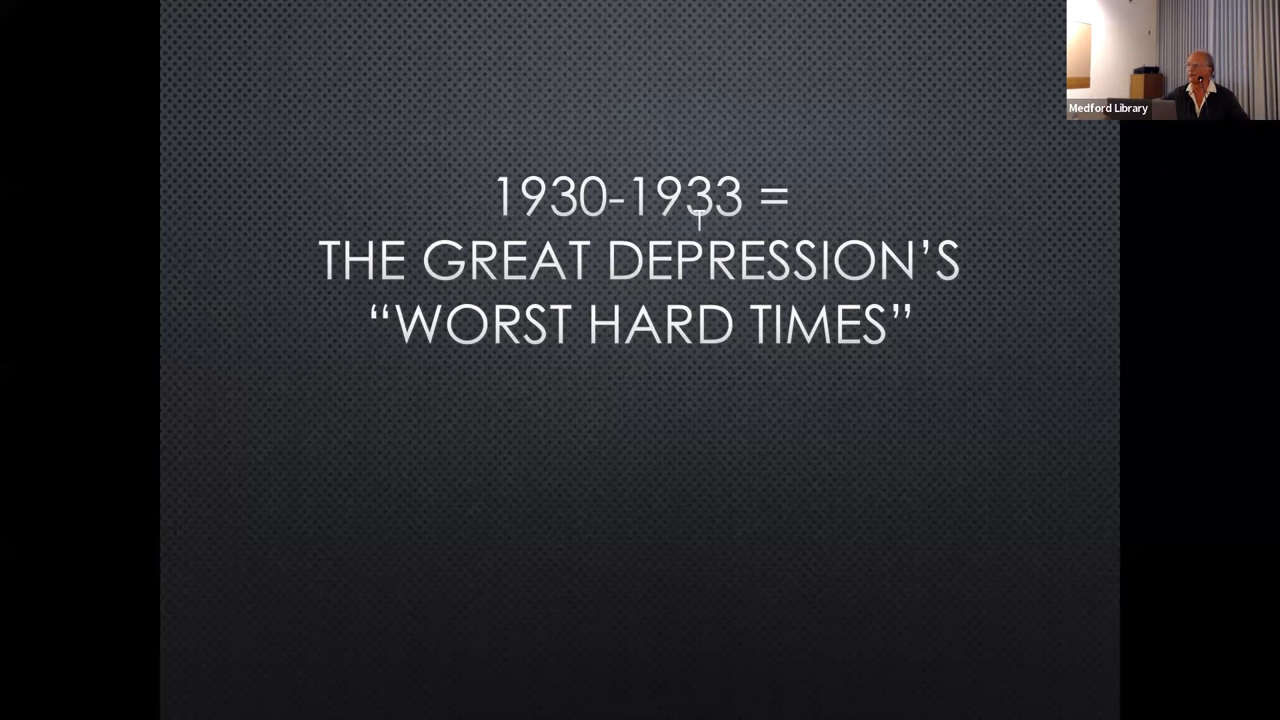 1930-1933 =
THE GREAT DEPRESSION’S
“WORST HARD TIMES”
Medford Library